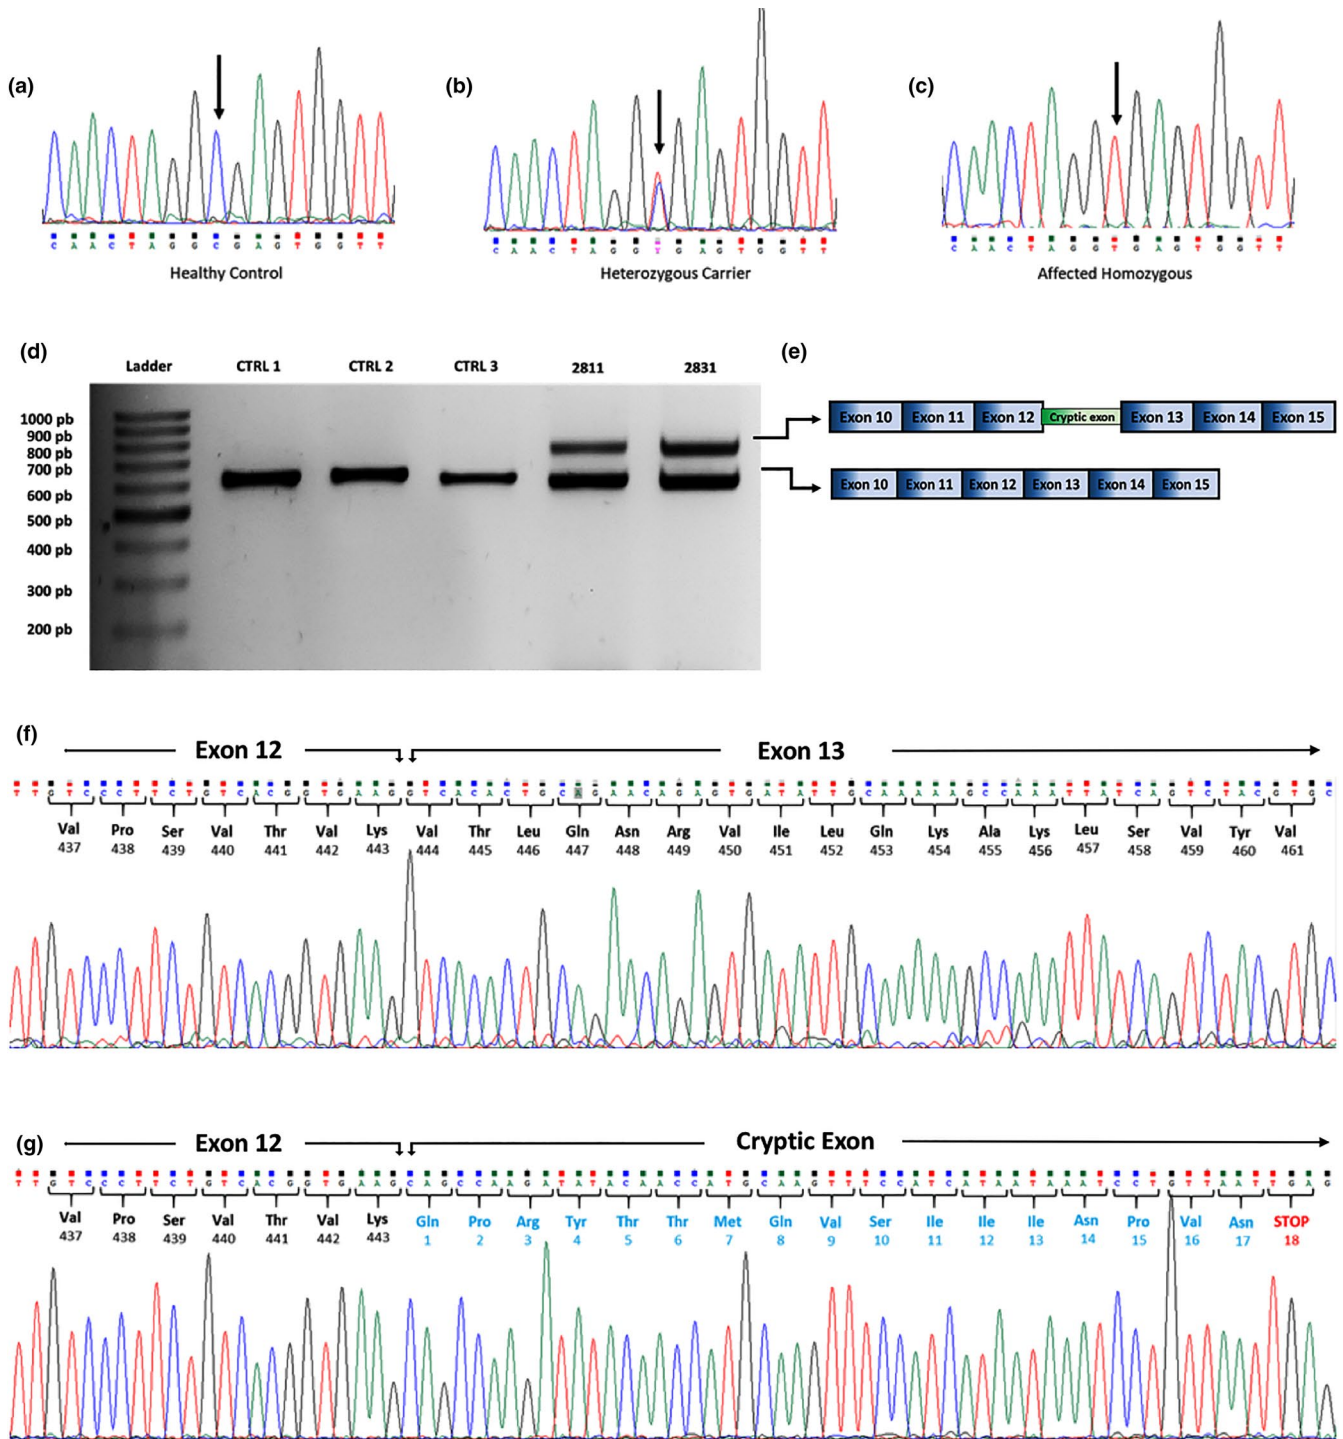 (a)
(b)
(c)
C A A C T A G G C G A G T G G T T
C A A C T A G G Y G A G T G G T T
C A A C T A G G T G A G T G G T T
Healthy Control
Heterozygous Carrier
Affected Homozygous
(d)
Ladder CTRL 1 CTRL 2 CTRL 3 2811 2831
(e)
1000 pb
900 pb
800 pb
700 pb
600 pb
500 pb
400 pb
300 pb
200 pb
Exon 10 Exon 11 Exon 12 Cryptic exon Exon 13 Exon 14 Exon 15
Exon 10 Exon 11 Exon 12 Exon 13 Exon 14 Exon 15
(f)
Exon 12 Exon 13
T T G T C C C T T C T G T C A C G G T G A A G G T C A C A C T G C A G A A C A G A G T G A T A T T G C A A A A A G C C A A A T T A T C A G T C T A C G T G C
Val Pro Ser Val Thr Val Lys Val Thr Leu Gln Asn Arg Val Ile Leu Gln Lys Ala Lys Leu Ser Val Tyr Val
437 438 439 440 441 442 443 444 445 446 447 448 449 450 451 452 453 454 455 456 457 458 459 460 461
(g)
Exon 12 Cryptic Exon
T T G T C C C T T C T G T C A C G G T G A A G C A G C C A A G A T A T A C A A C C A T G C A A G T T T C C A T C A T A A T A A A T C C T G T T A A T T G A G
Val Pro Ser Val Thr Val Lys Gln Pro Arg Tyr Thr Thr Met Gln Val Ser Ile Ile Ile Asn Pro Val Asn STOP
437 438 439 440 441 442 443 1 2 3 4 5 6 7 8 9 10 11 12 13 14 15 16 17 18